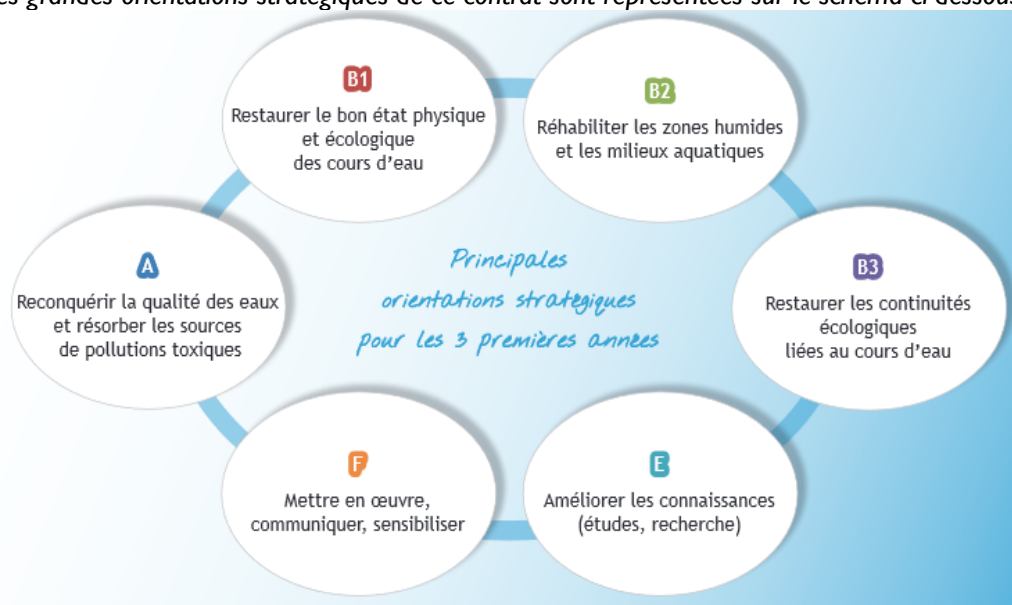 es grandes orientations stratégiques de ce contrat sont représentées sur le schéma ci-dessous
B1
Restaurer le bon état physique
et écologique
des cours d'eau
B2
Réhabiliter les zones humides
et les milieux aquatiques
A
Reconquérir la qualité des eaux
et résorber les sources
de pollutions toxiques
Principales
orientations stratégiques
pour les 3 premières années
B3
Restaurer les continuités
écologiques
liées au cours d'eau
F
Mettre en œuvre,
communiquer, sensibiliser
E
Améliorer les connaissances
(études, recherche)